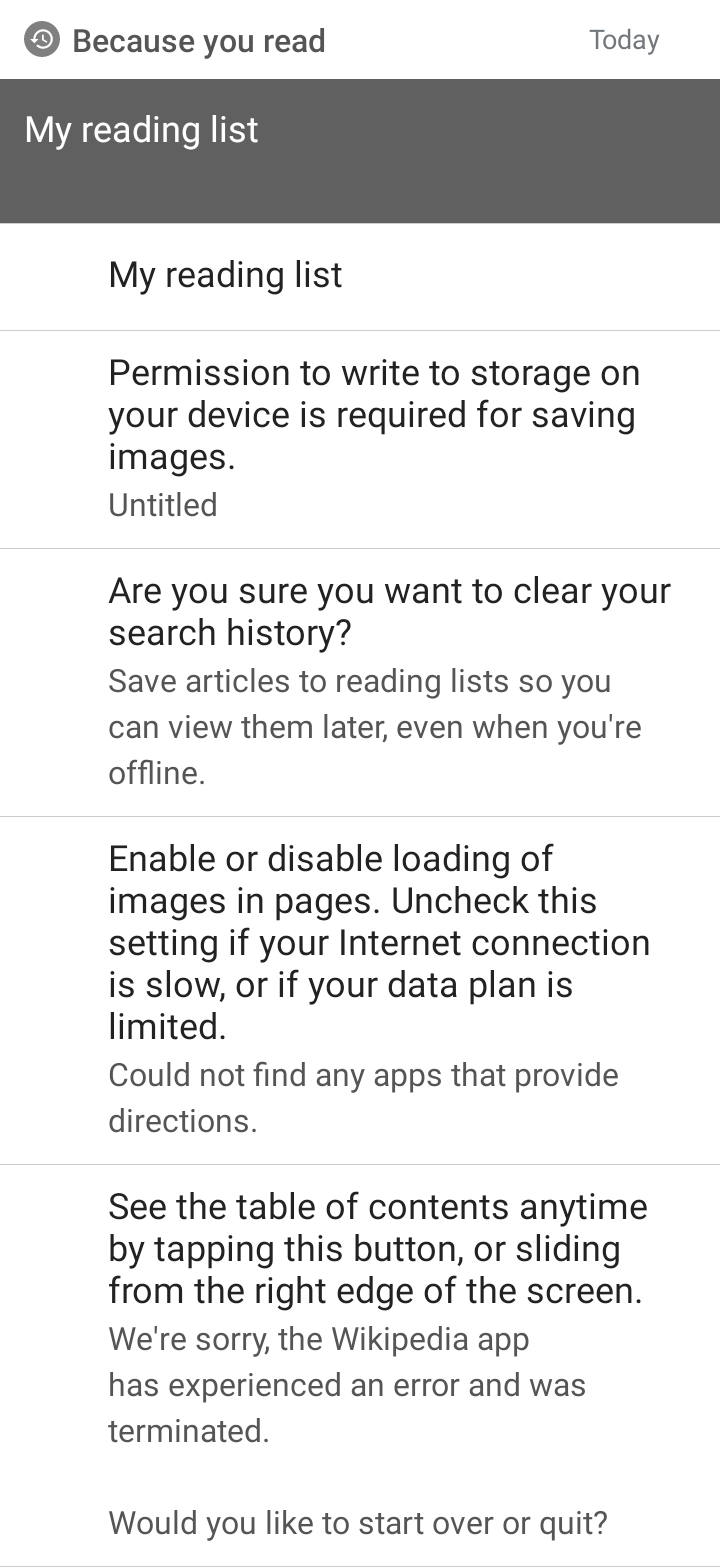 Because you read
Today
My reading list
My reading list
Permission to write to storage on
your device is required for saving
images.
Untitled
Are you sure you want to clear your
search history?
Save articles to reading lists so you
can view them later, even when you're
offline.
Enable or disable loading of
images in pages. Uncheck this
setting if your Internet connection
is slow, or if your data plan is
limited.
Could not find any apps that provide
directions.
See the table of contents anytime
by tapping this button, or sliding
from the right edge of the screen.
We're sorry, the Wikipedia app
has experienced an error and was
terminated.
Would you like to start over or quit?